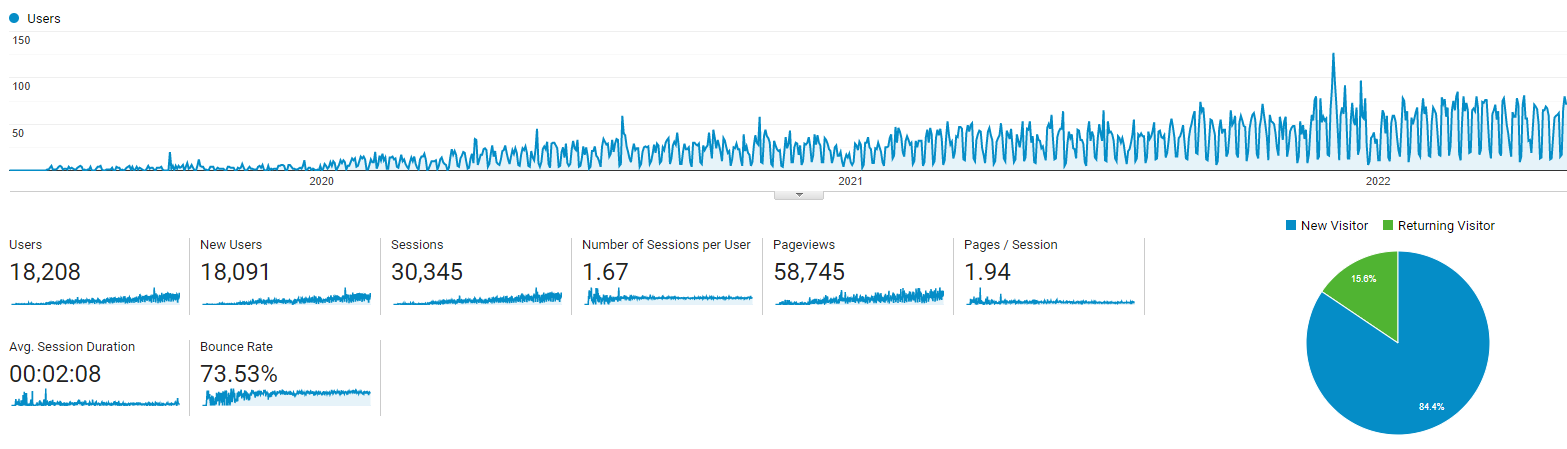 Users
150
100
50
2020
2021
2022
New Visitor
Returning Visitor
Users
18,208
New Users
18,091
Sessions
30,345
Number of Sessions per User
1.67
Pageviews
58,745
Pages / Session
1.94
15.6%
84.4%
Avg. Session Duration
00:02:08
Bounce Rate
73.53%